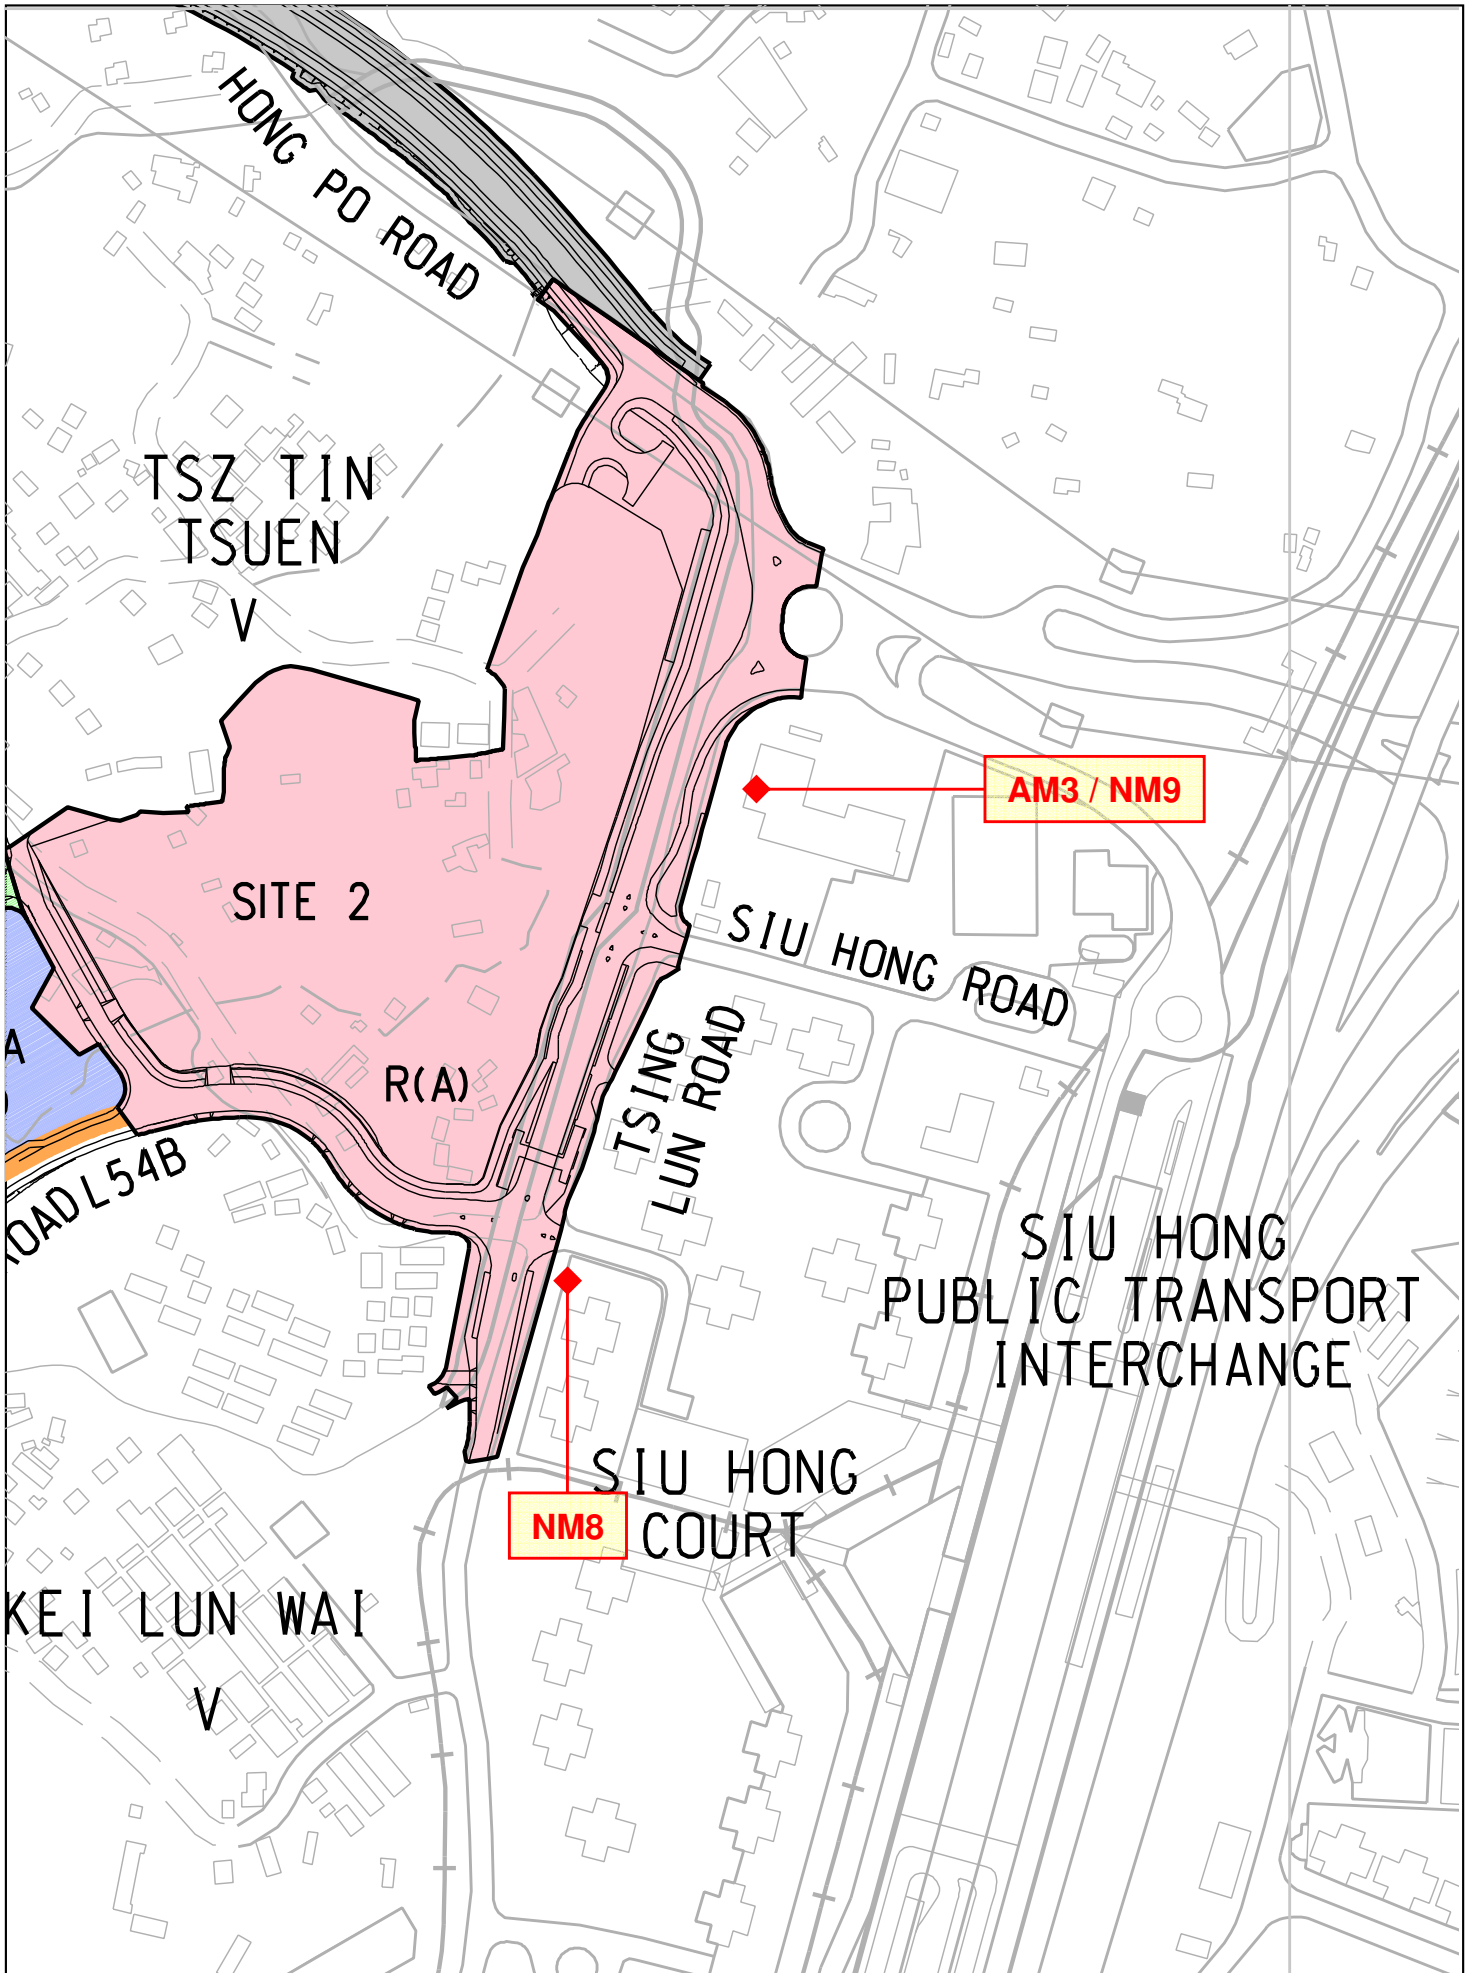 HONG PO ROAD
TSZ TIN
TSUEN
V
AM3 / NM9
SITE 2
SIU HONG ROAD
TSING
LUN ROAD
A
R(A)
OAD L54B
SIU HONG
PUBLIC TRANSPORT
INTERCHANGE
SIU HONG
COURT
NM8
KEI LUN WAI
V